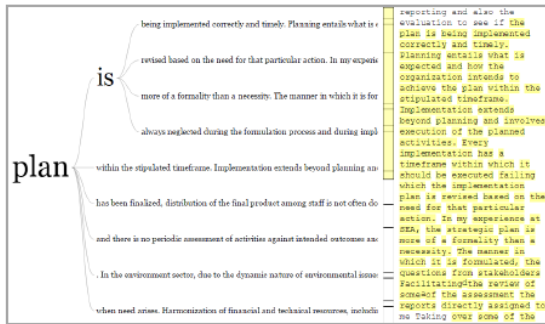 plan
is
being implemented correctly and timely. Planning entails what is
revised based on the need for that particular action. In my experi
more of a formality than a necessity. The manner in which it is for
always neglected during the formulation process and during impl
within the stipulated timeframe. Implementation extends beyond planning an
has been finalized, distribution of the final product among staff is not often do
and there is no periodic assessment of activities against intended outcomes an
. In the environment sector, due to the dynamic nature of environmental issue
when need arises. Harmonization of financial and technical resources, includin
reporting and also the
evaluation to see if the
plan is being implemented
correctly and timely.
Planning entails what is
expected and how the
organization intends to
achieve the plan within the
stipulated timeframe.
Implementation extends
beyond planning and involves
execution of the planned
activities. Every
implementation has a
timeframe within which it
should be executed failing
which the implementation
plan is revised based on the
need for that particular
action. In my experience at
SEA, the strategic plan is
more of a formality than a
necessity. The manner in
which it is formulated, the
questions from stakeholders
Facilitating the review of
some of the assessment the
reports directly assigned to
me Taking over some of the